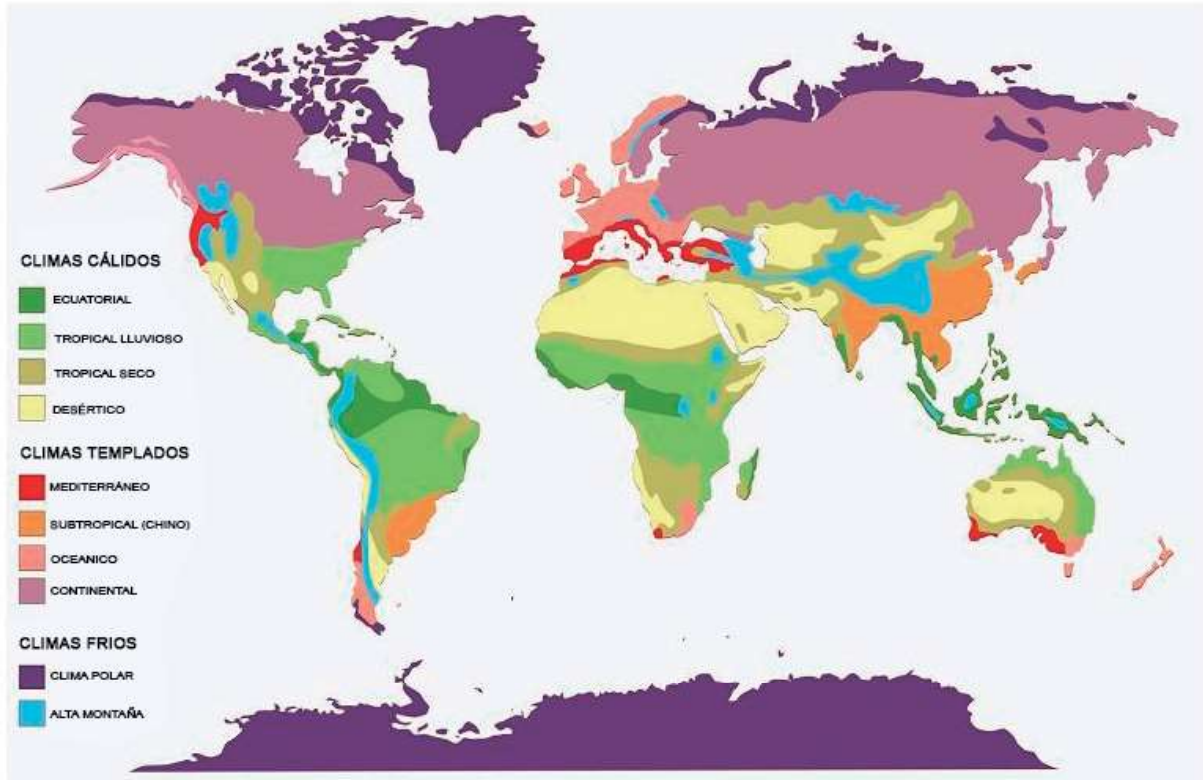 CLIMAS CÁLIDOS
ECUATORIAL
TROPICAL LLUVIOSO
TROPICAL SECO
DESÉRTICO
CLIMAS TEMPLADOS
MEDITERRÁNEO
SUBTROPICAL (CHINO)
OCEANICO
CONTINENTAL
CLIMAS FRIOS
CLIMA POLAR
ALTA MONTAÑA